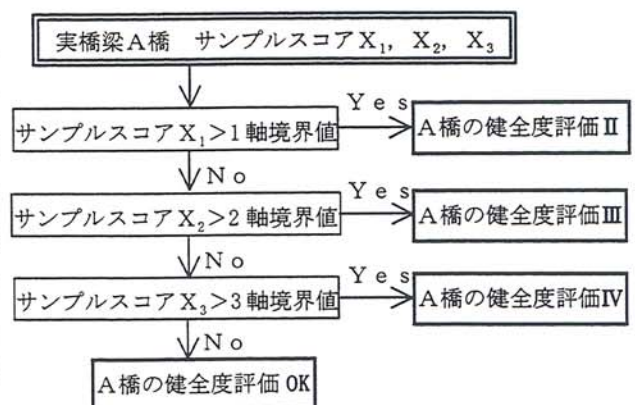 実橋梁A橋 サンプルスコアX₁, X₂, X₃
Yes
サンプルスコアX₁>1軸境界値
A橋の健全度評価Ⅱ
No
Yes
サンプルスコアX₂>2軸境界値
A橋の健全度評価Ⅲ
No
Yes
サンプルスコアX₃>3軸境界値
A橋の健全度評価Ⅳ
No
A橋の健全度評価OK